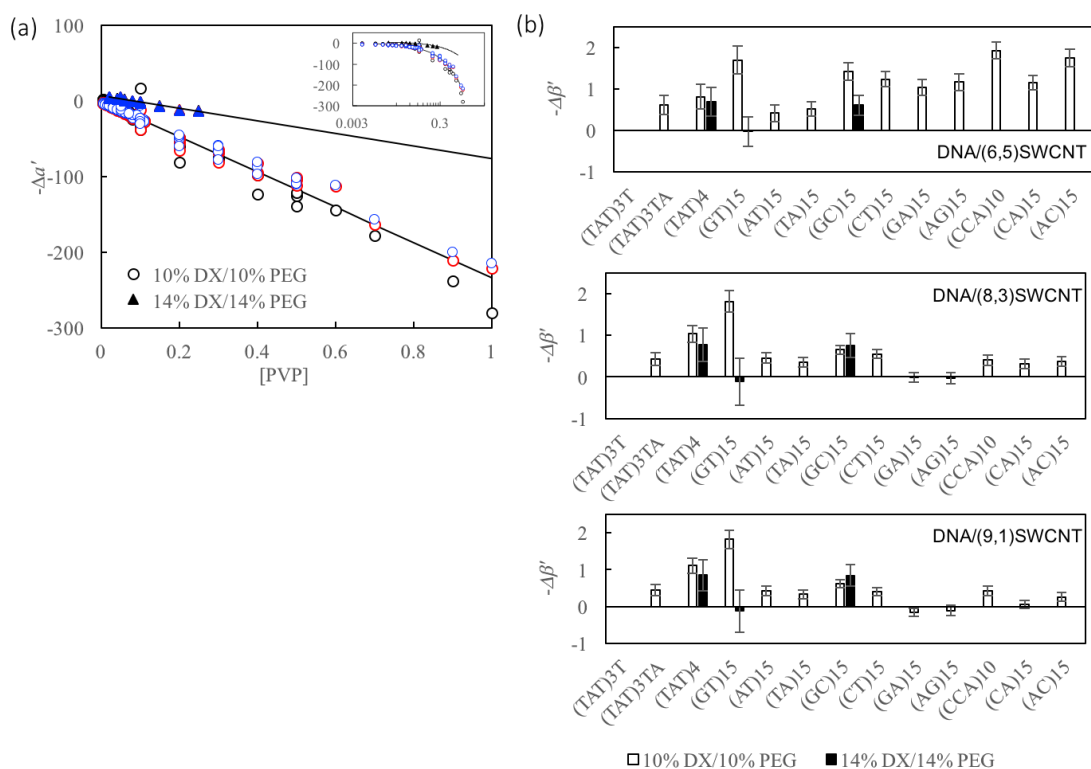 (a)
100
0
-100
-200
-300
-Δa′
0
0.2
0.4
0.6
0.8
1
[PVP]
10% DX/10% PEG
14% DX/14% PEG
0
-100
-200
-300
0.003
0.3
(b)
2
1
0
-1
-Δβ′
DNA/(6,5)SWCNT
(TAT)3T
(TAT)3TA
(TAT)4
(GT)15
(AT)15
(TA)15
(GC)15
(CT)15
(GA)15
(AG)15
(CCA)10
(CA)15
(AC)15
DNA/(8,3)SWCNT
2
1
0
-1
-Δβ′
(TAT)3T
(TAT)3TA
(TAT)4
(GT)15
(AT)15
(TA)15
(GC)15
(CT)15
(GA)15
(AG)15
(CCA)10
(CA)15
(AC)15
DNA/(9,1)SWCNT
2
1
0
-1
-Δβ′
(TAT)3T
(TAT)3TA
(TAT)4
(GT)15
(AT)15
(TA)15
(GC)15
(CT)15
(GA)15
(AG)15
(CCA)10
(CA)15
(AC)15
10% DX/10% PEG
14% DX/14% PEG